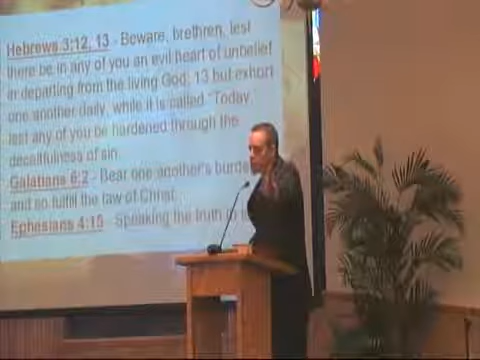 Hebrews 3:12, 13 - Beware, brethren, lest
there be in any of you an evil heart of unbelief
in departing from the living God; 13 but exhort
one another daily, while it is called "Today
lest any of you be hardened through the
deceitfulness of sin.
Galatians 6:2 - Bear one another's burde
and so fulfill the law of Christ.
Ephesians 4:15 - Speaking the truth in